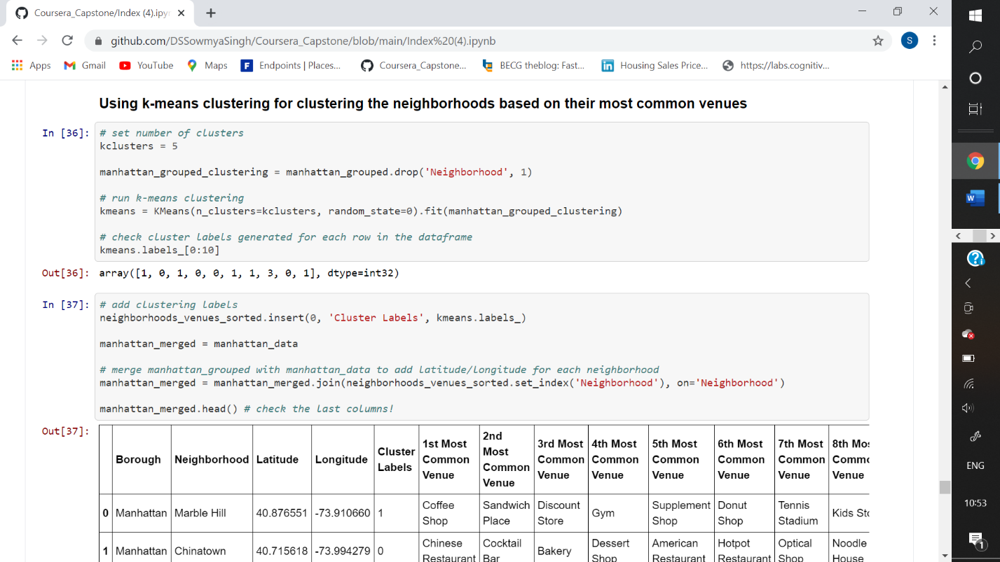 Coursera_Capstone/Index (4).ipyn
github.com/DSSowmyaSingh/Coursera_Capstone/blob/main/Index%20(4).ipynb
S
Apps Gmail YouTube Maps F Endpoints | Places... Coursera_Capstone... BECG theblog: Fast... in Housing Sales Price... https://labs.cognitiv...
Using k-means clustering for clustering the neighborhoods based on their most common venues
In [36]: # set number of clusters
kclusters = 5
manhattan_grouped_clustering = manhattan_grouped.drop('Neighborhood', 1)
# run k-means clustering
kmeans = KMeans(n_clusters=kclusters, random_state=0).fit(manhattan_grouped_clustering)
# check cluster labels generated for each row in the dataframe
kmeans.labels_[0:10]
Out[36]: array([1, 0, 1, 0, 0, 1, 1, 3, 0, 1], dtype=int32)
In [37]: # add clustering labels
neighborhoods_venues_sorted.insert(0, 'Cluster Labels', kmeans.labels_)
manhattan_merged = manhattan_data
# merge manhattan_grouped with manhattan_data to add latitude/longitude for each neighborhood
manhattan_merged = manhattan_merged.join(neighborhoods_venues_sorted.set_index('Neighborhood'), on='Neighborhood')
manhattan_merged.head() # check the last columns!
Out[37]:
Borough Neighborhood Latitude Longitude Cluster Labels 1st Most Common Venue 2nd Most Common Venue 3rd Most Common Venue 4th Most Common Venue 5th Most Common Venue 6th Most Common Venue 7th Most Common Venue 8th Mos Commo Venue
0 Manhattan Marble Hill 40.876551 -73.910660 1 Coffee Shop Sandwich Place Discount Store Gym Supplement Shop Donut Shop Tennis Stadium Kids Sto
1 Manhattan Chinatown 40.715618 -73.994279 0 Chinese Restaurant Cocktail Bar Bakery Dessert Shop American Restaurant Hotpot Restaurant Optical Shop Noodle House
W
ENG
10:53
1